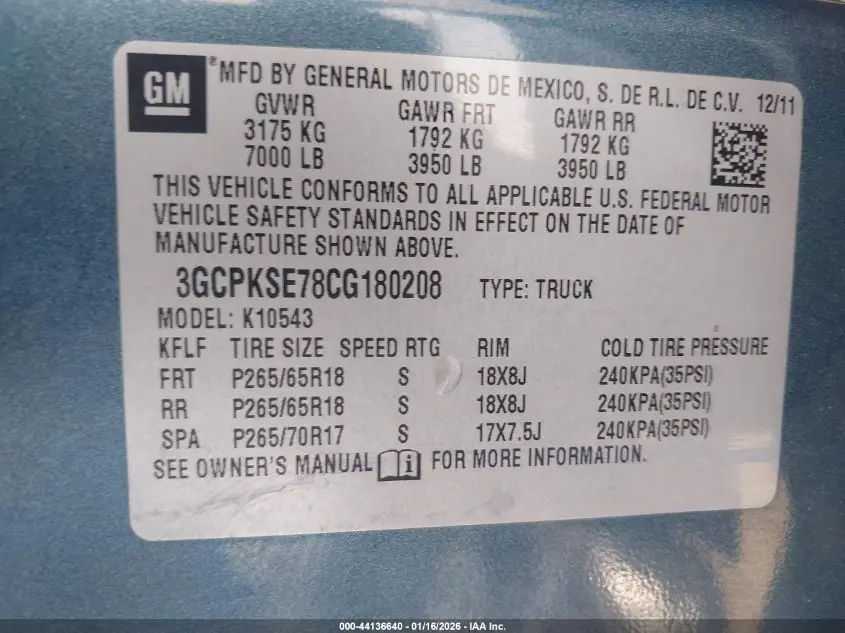 GM
®MFD BY GENERAL MOTORS DE MEXICO, S. DE R.L. DE C.V. 12/11
GVWR GAWR FRT GAWR RR
3175 KG 1792 KG 1792 KG
7000 LB 3950 LB 3950 LB
THIS VEHICLE CONFORMS TO ALL APPLICABLE U.S. FEDERAL MOTOR
VEHICLE SAFETY STANDARDS IN EFFECT ON THE DATE OF
MANUFACTURE SHOWN ABOVE.
3GCPKSE78CG180208 TYPE: TRUCK
MODEL: K10543
KFLF TIRE SIZE SPEED RTG RIM COLD TIRE PRESSURE
FRT P265/65R18 S 18X8J 240KPA(35PSI)
RR P265/65R18 S 18X8J 240KPA(35PSI)
SPA P265/70R17 S 17X7.5J 240KPA(35PSI)
SEE OWNER'S MANUAL i FOR MORE INFORMATION.
000-44136640 - 01/16/2026 - IAA Inc.